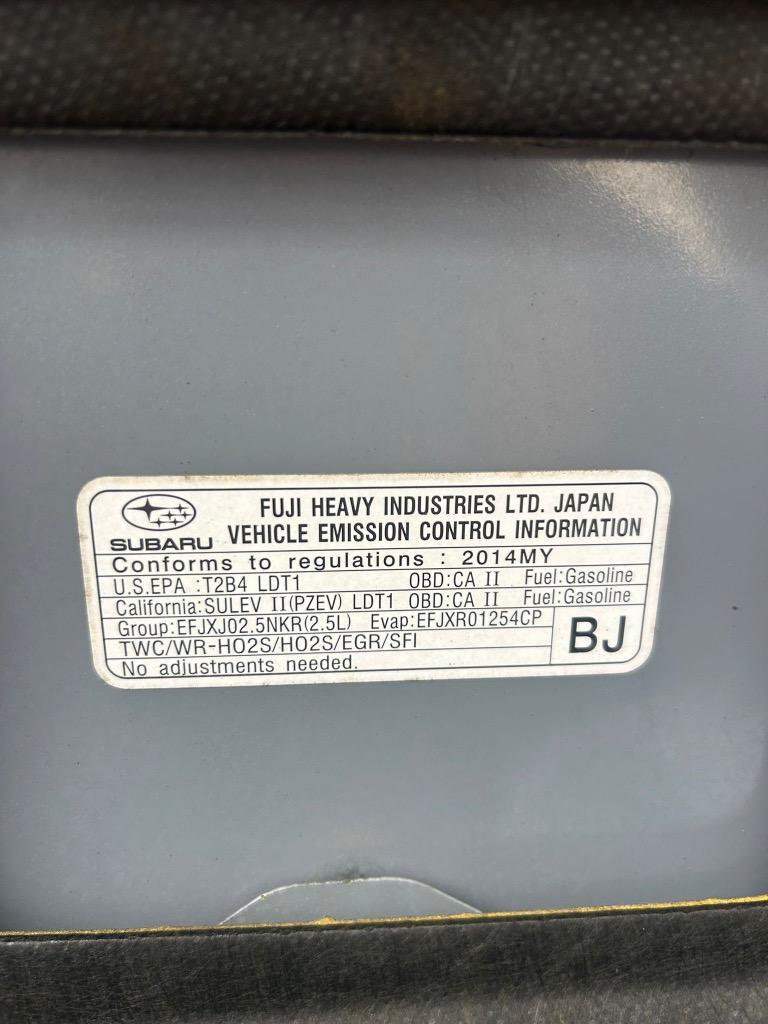 SUBARU
FUJI HEAVY INDUSTRIES LTD. JAPAN
VEHICLE EMISSION CONTROL INFORMATION
Conforms to regulations : 2014MY
U.S.EPA :T2B4 LDT1 OBD:CA II Fuel:Gasoline
California:SULEV II(PZEV) LDT1 OBD:CA II Fuel:Gasoline
Group:EFJXJ02.5NKR(2.5L) Evap:EFJXR01254CP
TWC/WR-HO2S/HO2S/EGR/SFI
No adjustments needed.
BJ